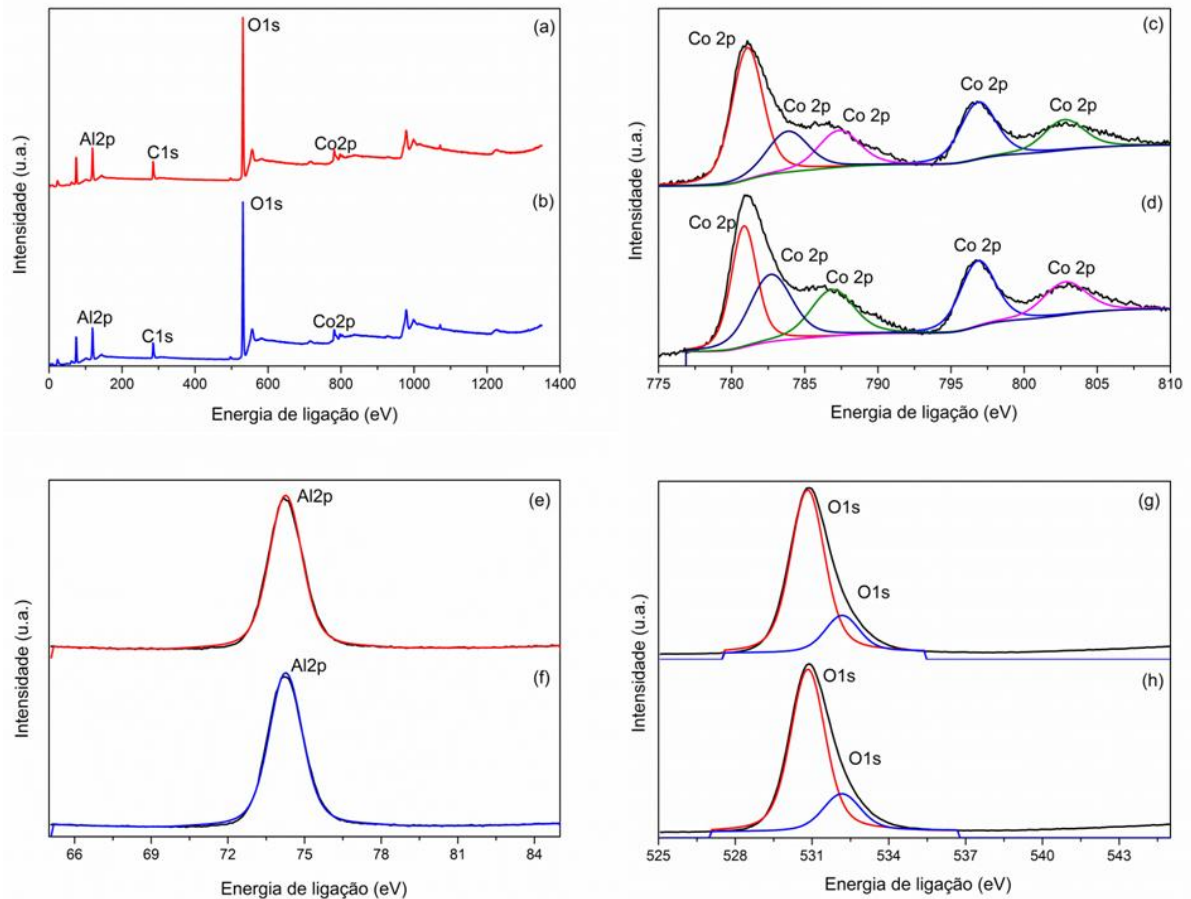 (a)
O1s
Al2p
C1s
Co2p
(b)
O1s
Al2p
C1s
Co2p
Intensidade (u.a.)
0 200 400 600 800 1000 1200 1400
Energia de ligação (eV)
(c)
Co 2p
Co 2p
Co 2p
Co 2p
Co 2p
(d)
Co 2p
Co 2p
Co 2p
Co 2p
Co 2p
Intensidade (u.a.)
775 780 785 790 795 800 805 810
Energia de ligação (eV)
(e)
Al2p
(f)
Al2p
Intensidade (u.a.)
66 69 72 75 78 81 84
Energia de ligação (eV)
(g)
O1s
O1s
(h)
O1s
O1s
Intensidade (u.a.)
525 528 531 534 537 540 543
Energia de ligação (eV)